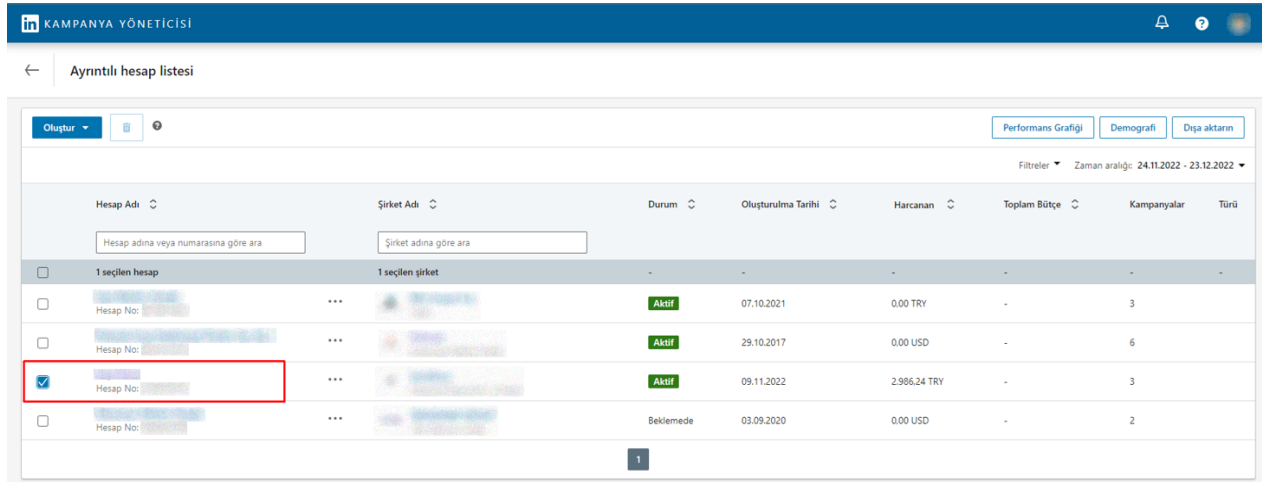 in KAMPANYA YÖNETİCİSİ
Ayrıntılı hesap listesi
Oluştur
Performans Grafiği Demografi Dışa aktarın
Filtreler Zaman aralığı: 24.11.2022 - 23.12.2022
Hesap Adı Şirket Adı Durum Oluşturulma Tarihi Harcanan Toplam Bütçe Kampanyalar Türü
Hesap adına veya numarasına göre ara Şirket adına göre ara
1 seçilen hesap 1 seçilen şirket - - - - - -
Aktif 07.10.2021 0,00 TRY - 3
Hesap No:
Aktif 29.10.2017 0,00 USD - 6
Hesap No:
Aktif 09.11.2022 2.986,24 TRY - 3
Hesap No:
Beklemede 03.09.2020 0,00 USD - 2
Hesap No:
1